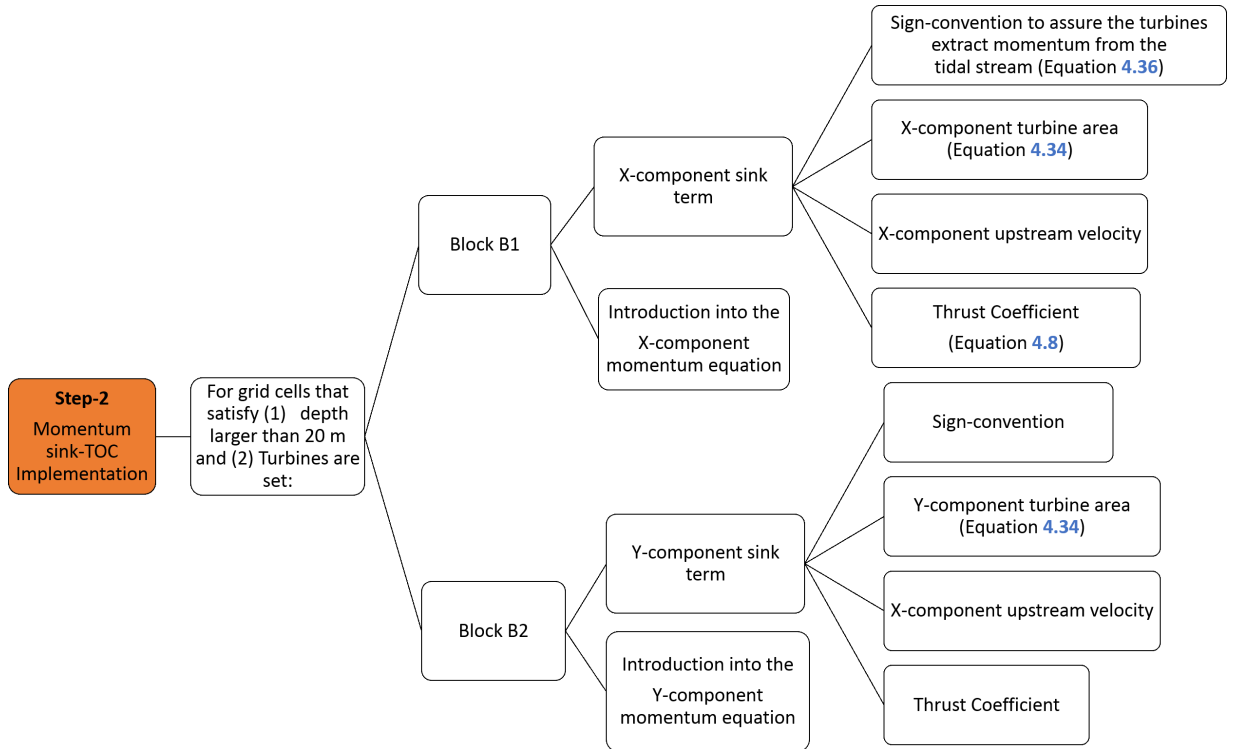 Step-2
Momentum
sink-TOC
Implementation
For grid cells that
satisfy (1) depth
larger than 20 m
and (2) Turbines are
set:
Block B1
X-component sink
term
Sign-convention to assure the turbines
extract momentum from the
tidal stream (Equation 4.36)
X-component turbine area
(Equation 4.34)
X-component upstream velocity
Thrust Coefficient
(Equation 4.8)
Introduction into the
X-component
momentum equation
Block B2
Y-component sink
term
Sign-convention
Y-component turbine area
(Equation 4.34)
X-component upstream velocity
Thrust Coefficient
Introduction into the
Y-component
momentum equation